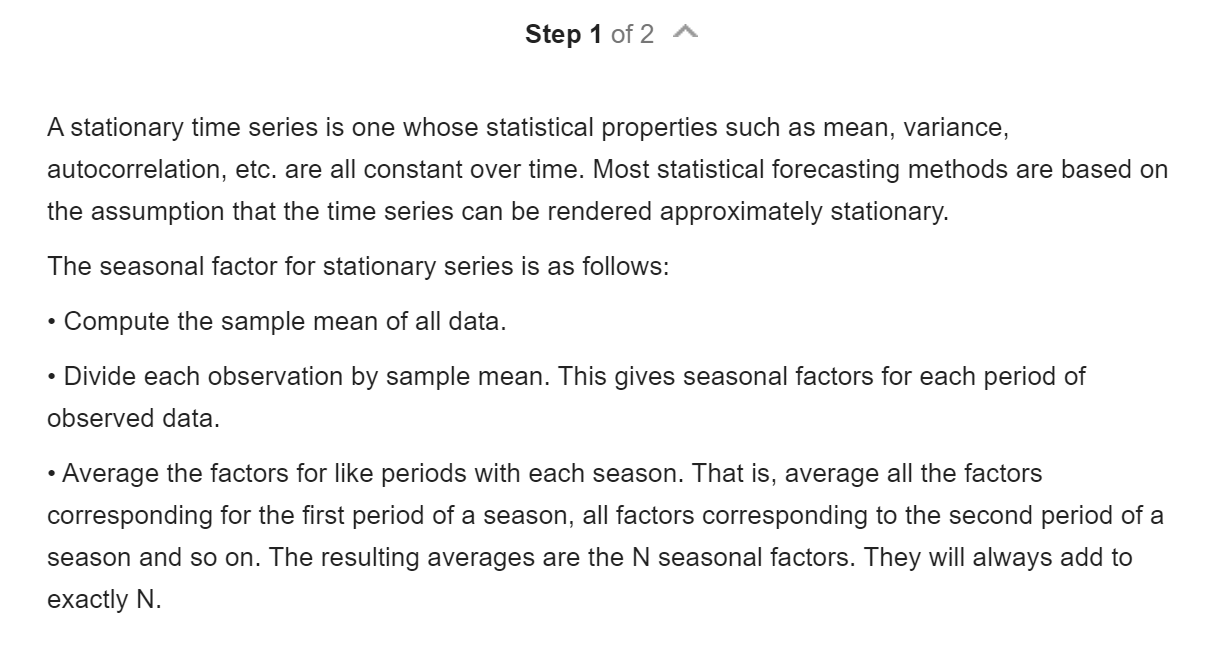 Step 1 of 2
A stationary time series is one whose statistical properties such as mean, variance,
autocorrelation, etc. are all constant over time. Most statistical forecasting methods are based on
the assumption that the time series can be rendered approximately stationary.
The seasonal factor for stationary series is as follows:
• Compute the sample mean of all data.
• Divide each observation by sample mean. This gives seasonal factors for each period of
observed data.
• Average the factors for like periods with each season. That is, average all the factors
corresponding for the first period of a season, all factors corresponding to the second period of a
season and so on. The resulting averages are the N seasonal factors. They will always add to
exactly N.